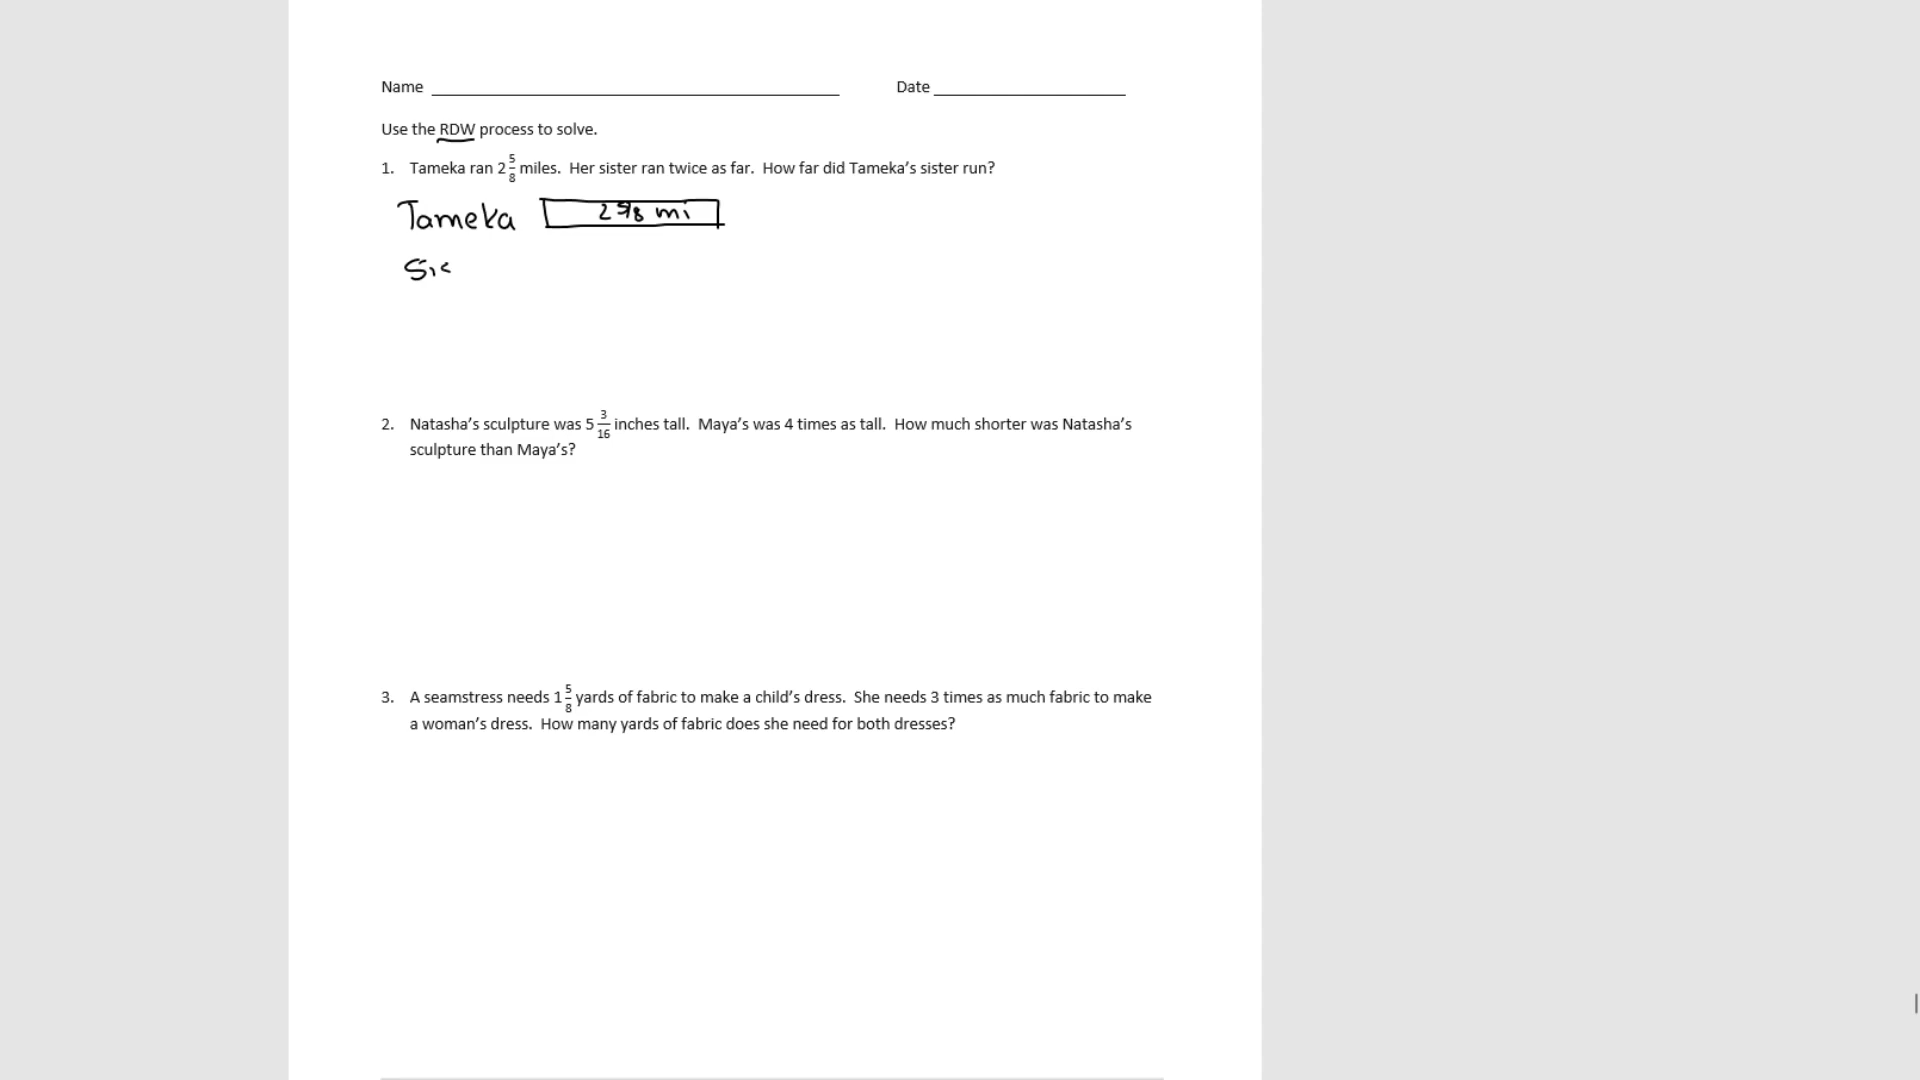 Name Date
Use the RDW process to solve.
1. Tameka ran 2 5/8 miles. Her sister ran twice as far. How far did Tameka’s sister run?
Tameka 2 5/8 mi
Sis
2. Natasha’s sculpture was 5 3/16 inches tall. Maya’s was 4 times as tall. How much shorter was Natasha’s
sculpture than Maya’s?
3. A seamstress needs 1 5/8 yards of fabric to make a child’s dress. She needs 3 times as much fabric to make
a woman’s dress. How many yards of fabric does she need for both dresses?